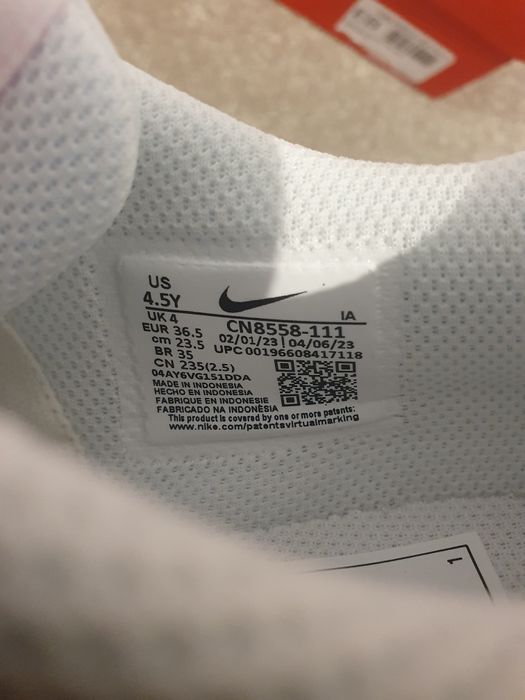 US
4.5Y
IA
UK 4
EUR 36.5
cm 23.5
BR 35
CN 235(2.5)
CN8558-111
02/01/23 | 04/06/23
UPC 00196608417118
04AY6VG151DDA
MADE IN INDONESIA
HECHO EN INDONESIA
FABRIQUE EN INDONESIE
FABRICADO NA INDONÉSIA
This product is covered by one or more patents:
www.nike.com/patentsvirtualmarking
1